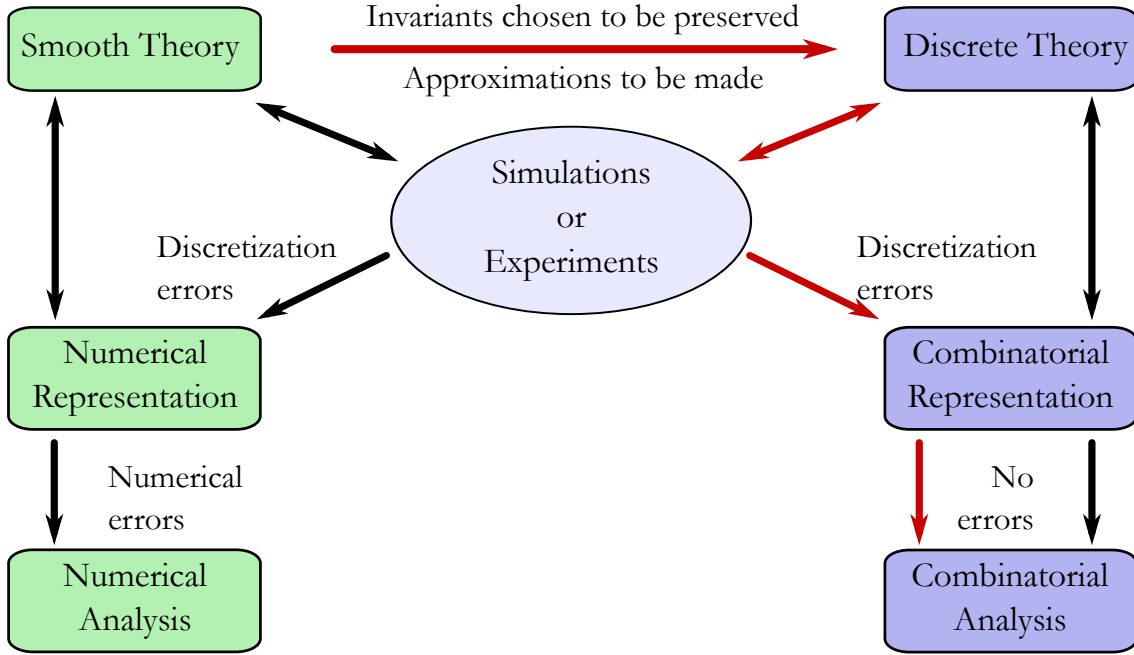 Invariants chosen to be preserved
Smooth Theory
Discrete Theory
Approximations to be made
Simulations
or
Experiments
Discretization
errors
Discretization
errors
Numerical
Representation
Combinatorial
Representation
Numerical
errors
No
errors
Numerical
Analysis
Combinatorial
Analysis